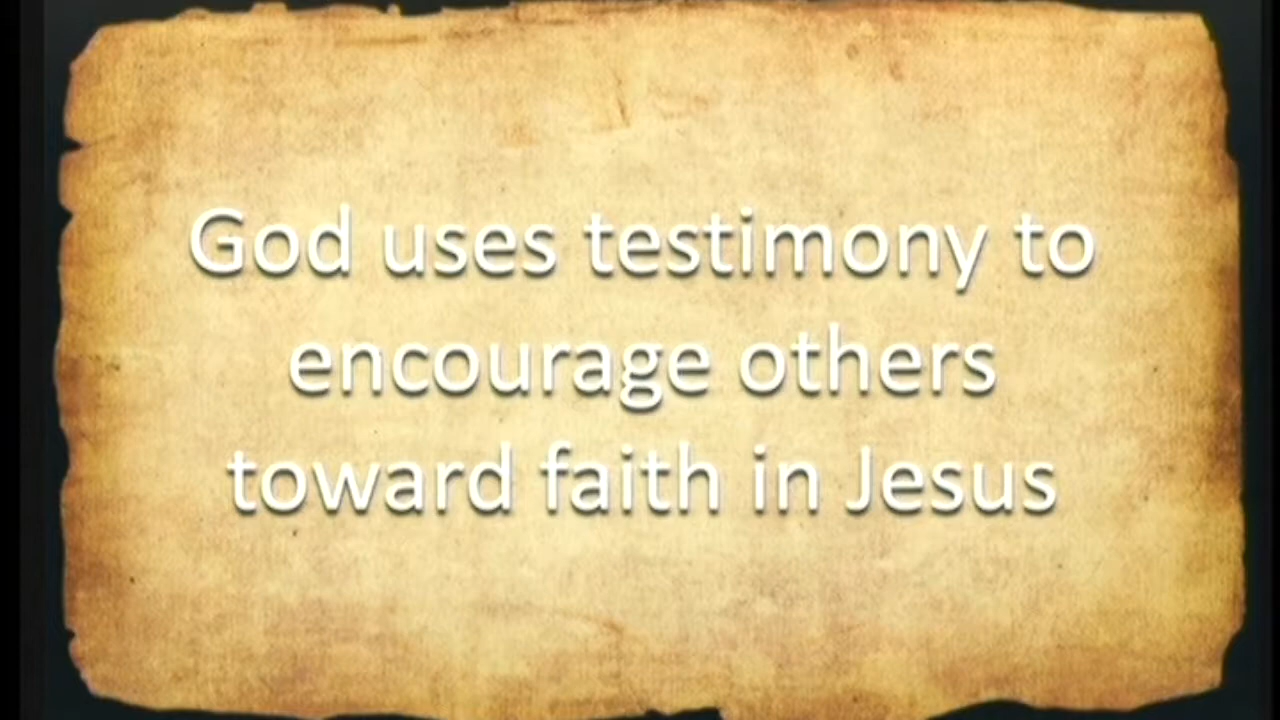 God uses testimony to
encourage others
toward faith in Jesus